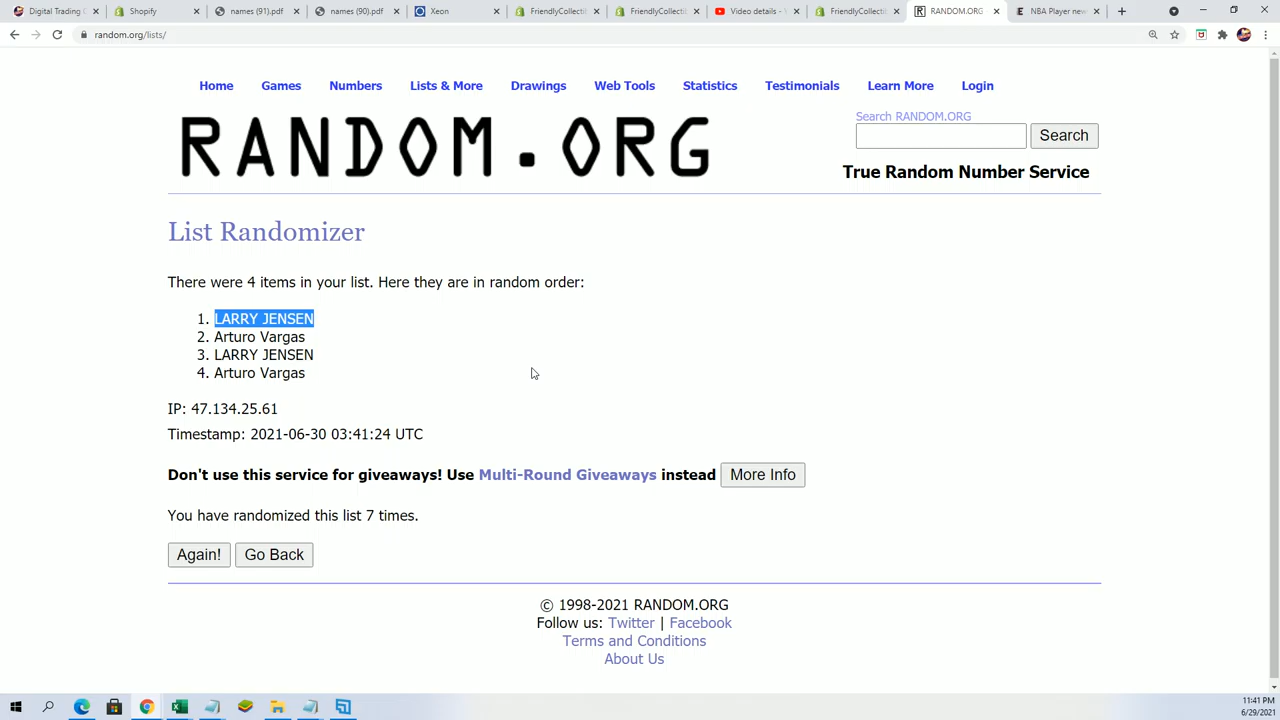 Digital Trading C
Shopify
names (91).pdf
names (90).pdf
Xeon
FriendlyCollecti
FriendlyCollecti
Video details - Y
FriendlyCollecti
RANDOM.ORG
NBA Player new
random.org/lists/
Home Games Numbers Lists & More Drawings Web Tools Statistics Testimonials Learn More Login
RANDOM.ORG
Search RANDOM.ORG
Search
True Random Number Service
List Randomizer
There were 4 items in your list. Here they are in random order:
1. LARRY JENSEN
2. Arturo Vargas
3. LARRY JENSEN
4. Arturo Vargas
IP: 47.134.25.61
Timestamp: 2021-06-30 03:41:24 UTC
Don't use this service for giveaways! Use Multi-Round Giveaways instead More Info
You have randomized this list 7 times.
Again! Go Back
© 1998-2021 RANDOM.ORG
Follow us: Twitter | Facebook
Terms and Conditions
About Us
11:41 PM
6/29/2021